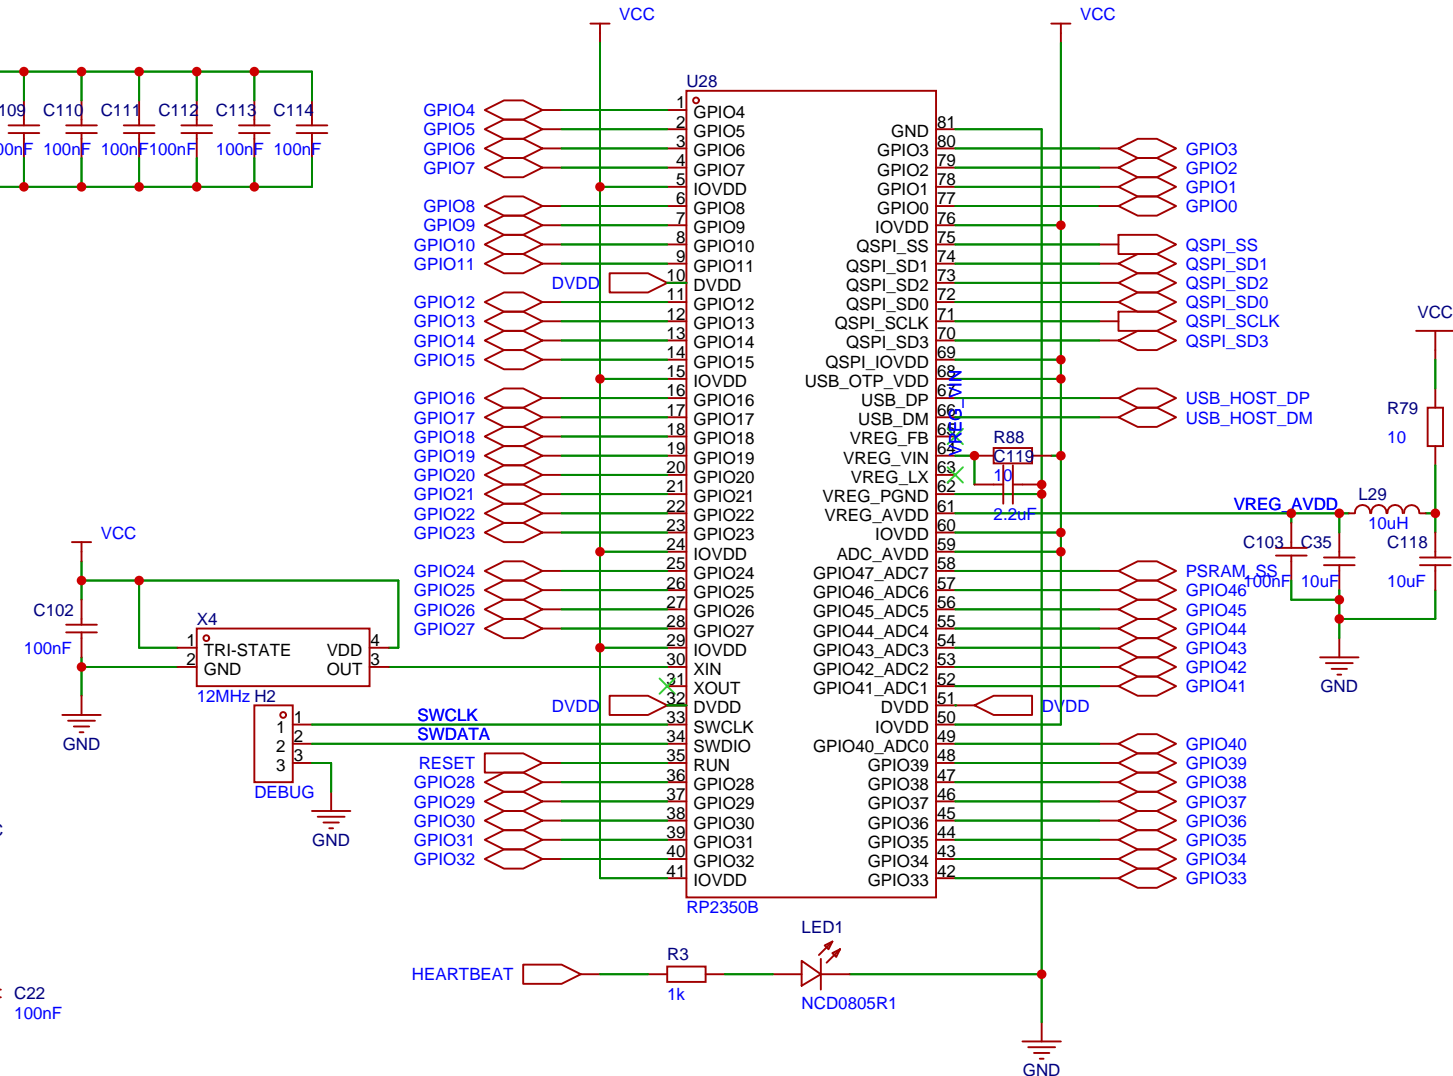 VCC
VCC
C110
C111
C112
C113
C114
100nF
100nF
100nF
100nF
100nF
U28
GPIO4
GPIO5
GPIO6
GPIO7
GPIO8
GPIO9
GPIO10
GPIO11
DVDD
GPIO12
GPIO13
GPIO14
GPIO15
GPIO16
GPIO17
GPIO18
GPIO19
GPIO20
GPIO21
GPIO22
GPIO23
GPIO24
GPIO25
GPIO26
GPIO27
DVDD
SWCLK
SWDATA
RESET
GPIO28
GPIO29
GPIO30
GPIO31
GPIO32
1 GPIO4
2 GPIO5
3 GPIO6
4 GPIO7
5 IOVDD
6 GPIO8
7 GPIO9
8 GPIO10
9 GPIO11
10 DVDD
11 GPIO12
12 GPIO13
13 GPIO14
14 GPIO15
15 IOVDD
16 GPIO16
17 GPIO17
18 GPIO18
19 GPIO19
20 GPIO20
21 GPIO21
22 GPIO22
23 GPIO23
24 IOVDD
25 GPIO24
26 GPIO25
27 GPIO26
28 GPIO27
29 IOVDD
30 XIN
31 XOUT
32 DVDD
33 SWCLK
34 SWDIO
35 RUN
36 GPIO28
37 GPIO29
38 GPIO30
39 GPIO31
40 GPIO32
41 IOVDD
GND 81
GPIO3 80
GPIO2 79
GPIO1 78
GPIO0 77
IOVDD 76
QSPI_SS 75
QSPI_SD1 74
QSPI_SD2 73
QSPI_SD0 72
QSPI_SCLK 71
QSPI_SD3 70
QSPI_IOVDD 69
USB_OTP_VDD 68
USB_DP 67
USB_DM 66
VREG_FB 65
VREG_VIN 64
VREG_LX 63
VREG_PGND 62
VREG_AVDD 61
IOVDD 60
ADC_AVDD 59
GPIO47_ADC7 58
GPIO46_ADC6 57
GPIO45_ADC5 56
GPIO44_ADC4 55
GPIO43_ADC3 54
GPIO42_ADC2 53
GPIO41_ADC1 52
DVDD 51
IOVDD 50
GPIO40_ADC0 49
GPIO39 48
GPIO38 47
GPIO37 46
GPIO36 45
GPIO35 44
GPIO34 43
GPIO33 42
RP2350B
GPIO3
GPIO2
GPIO1
GPIO0
QSPI_SS
QSPI_SD1
QSPI_SD2
QSPI_SD0
QSPI_SCLK
QSPI_SD3
USB_HOST_DP
USB_HOST_DM
VREG_VIN
R88
10
C119
2.2uF
PSRAM_SS
GPIO46
GPIO45
GPIO44
GPIO43
GPIO42
GPIO41
DVDD
GPIO40
GPIO39
GPIO38
GPIO37
GPIO36
GPIO35
GPIO34
GPIO33
VCC
R79
10
VREG_AVDD
L29
10uH
C103
100nF
C35
10uF
C118
10uF
GND
VCC
C102
100nF
GND
X4
1 TRI-STATE
2 GND
VDD 4
OUT 3
12MHz
H2
1 1
2 2
3 3
DEBUG
GND
HEARTBEAT
R3
1k
LED1
NCD0805R1
GND
C22
100nF